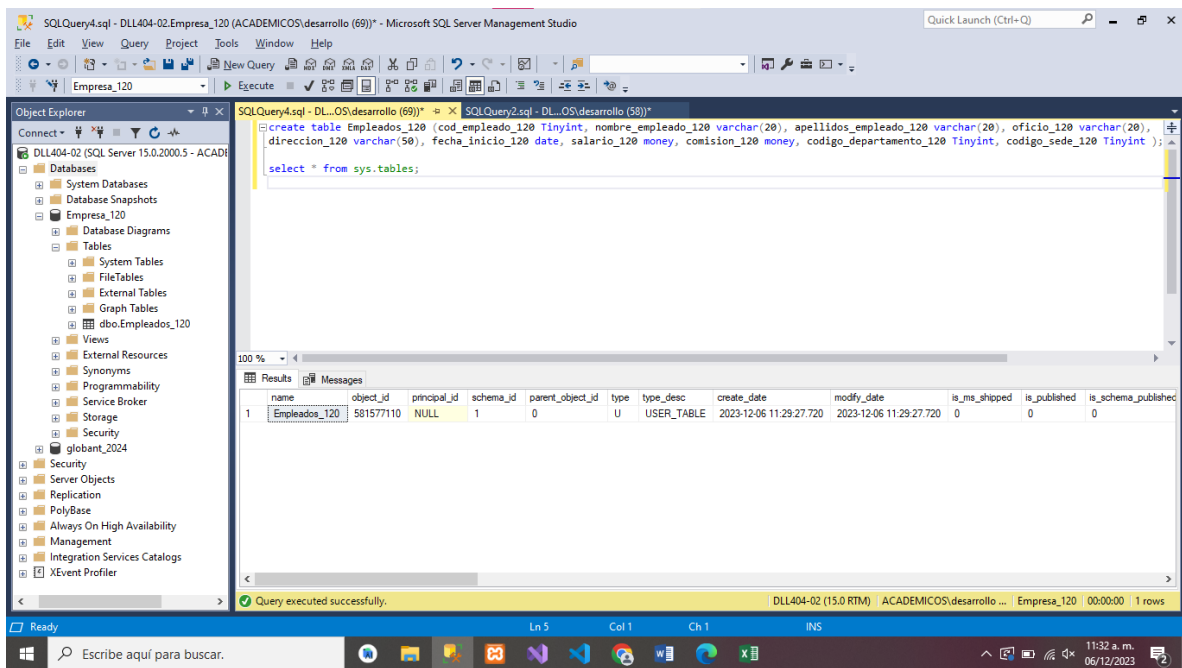 SQLQuery4.sql - DLL404-02.Empresa_120 (ACADEMICOS\desarrollo (69))* - Microsoft SQL Server Management Studio
Quick Launch (Ctrl+Q)
File Edit View Query Project Tools Window Help
New Query
Empresa_120
Execute
Object Explorer
Connect
DLL404-02 (SQL Server 15.0.2000.5 - ACADE
Databases
System Databases
Database Snapshots
Empresa_120
Database Diagrams
Tables
System Tables
FileTables
External Tables
Graph Tables
dbo.Empleados_120
Views
External Resources
Synonyms
Programmability
Service Broker
Storage
Security
globant_2024
Security
Server Objects
Replication
PolyBase
Always On High Availability
Management
Integration Services Catalogs
XEvent Profiler
SQLQuery4.sql - DL...OS\desarrollo (69))* SQLQuery2.sql - DL...OS\desarrollo (58))*
create table Empleados_120 (cod_empleado_120 Tinyint, nombre_empleado_120 varchar(20), apellidos_empleado_120 varchar(20), oficio_120 varchar(20),
direccion_120 varchar(50), fecha_inicio_120 date, salario_120 money, comision_120 money, codigo_departamento_120 Tinyint, codigo_sede_120 Tinyint );
select * from sys.tables;
100 %
Results Messages
name object_id principal_id schema_id parent_object_id type type_desc create_date modify_date is_ms_shipped is_published is_schema_published
1 Empleados_120 581577110 NULL 1 0 U USER_TABLE 2023-12-06 11:29:27.720 2023-12-06 11:29:27.720 0 0 0
Query executed successfully. DLL404-02 (15.0 RTM) ACADEMICOS\desarrollo ... Empresa_120 00:00:00 1 rows
Ready Ln 5 Col 1 Ch 1 INS
Escribe aquí para buscar.
11:32 a. m.
06/12/2023
2